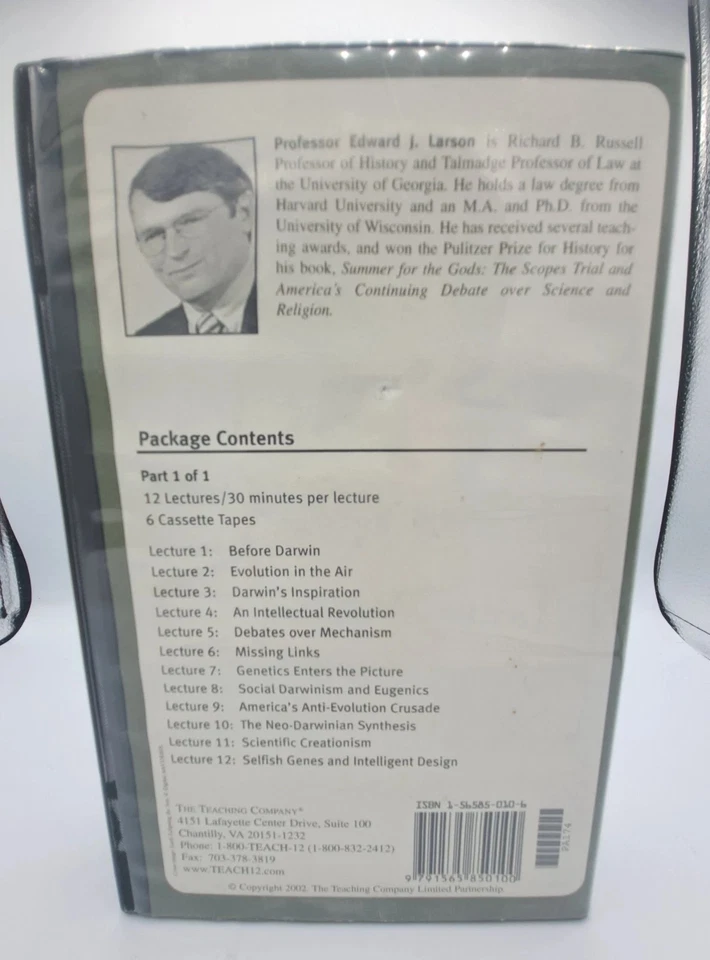 Professor Edward J. Larson is Richard B. Russell
Professor of History and Talmadge Professor of Law at
the University of Georgia. He holds a law degree from
Harvard University and an M.A. and Ph.D. from the
University of Wisconsin. He has received several teach-
ing awards, and won the Pulitzer Prize for History for
his book, Summer for the Gods: The Scopes Trial and
America's Continuing Debate over Science and
Religion.
Package Contents
Part 1 of 1
12 Lectures/30 minutes per lecture
6 Cassette Tapes
Lecture 1: Before Darwin
Lecture 2: Evolution in the Air
Lecture 3: Darwin's Inspiration
Lecture 4: An Intellectual Revolution
Lecture 5: Debates over Mechanism
Lecture 6: Missing Links
Lecture 7: Genetics Enters the Picture
Lecture 8: Social Darwinism and Eugenics
Lecture 9: America's Anti-Evolution Crusade
Lecture 10: The Neo-Darwinian Synthesis
Lecture 11: Scientific Creationism
Lecture 12: Selfish Genes and Intelligent Design
THE TEACHING COMPANY®
4151 Lafayette Center Drive, Suite 100
Chantilly, VA 20151-1232
Phone: 1-800-TEACH-12 (1-800-832-2412)
Fax: 703-378-3819
www.TEACH12.com
ISBN 1-56585-010-6
9 791565 850100
PA174
© Copyright 2002 The Teaching Company Limited Partnership